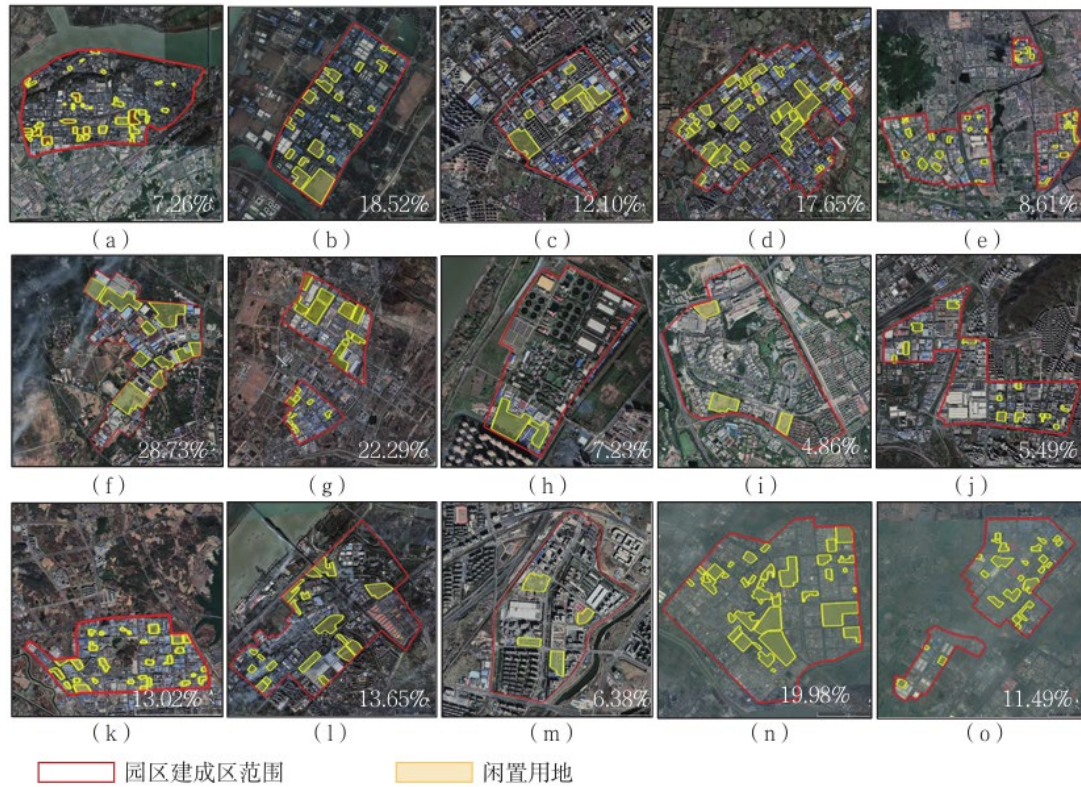 7.26%
18.52%
12.10%
17.65%
8.61%
(a)
(b)
(c)
(d)
(e)
28.73%
22.29%
7.23%
4.86%
5.49%
(f)
(g)
(h)
(i)
(j)
13.02%
13.65%
6.38%
19.98%
11.49%
(k)
(l)
(m)
(n)
(o)
园区建成区范围
闲置用地